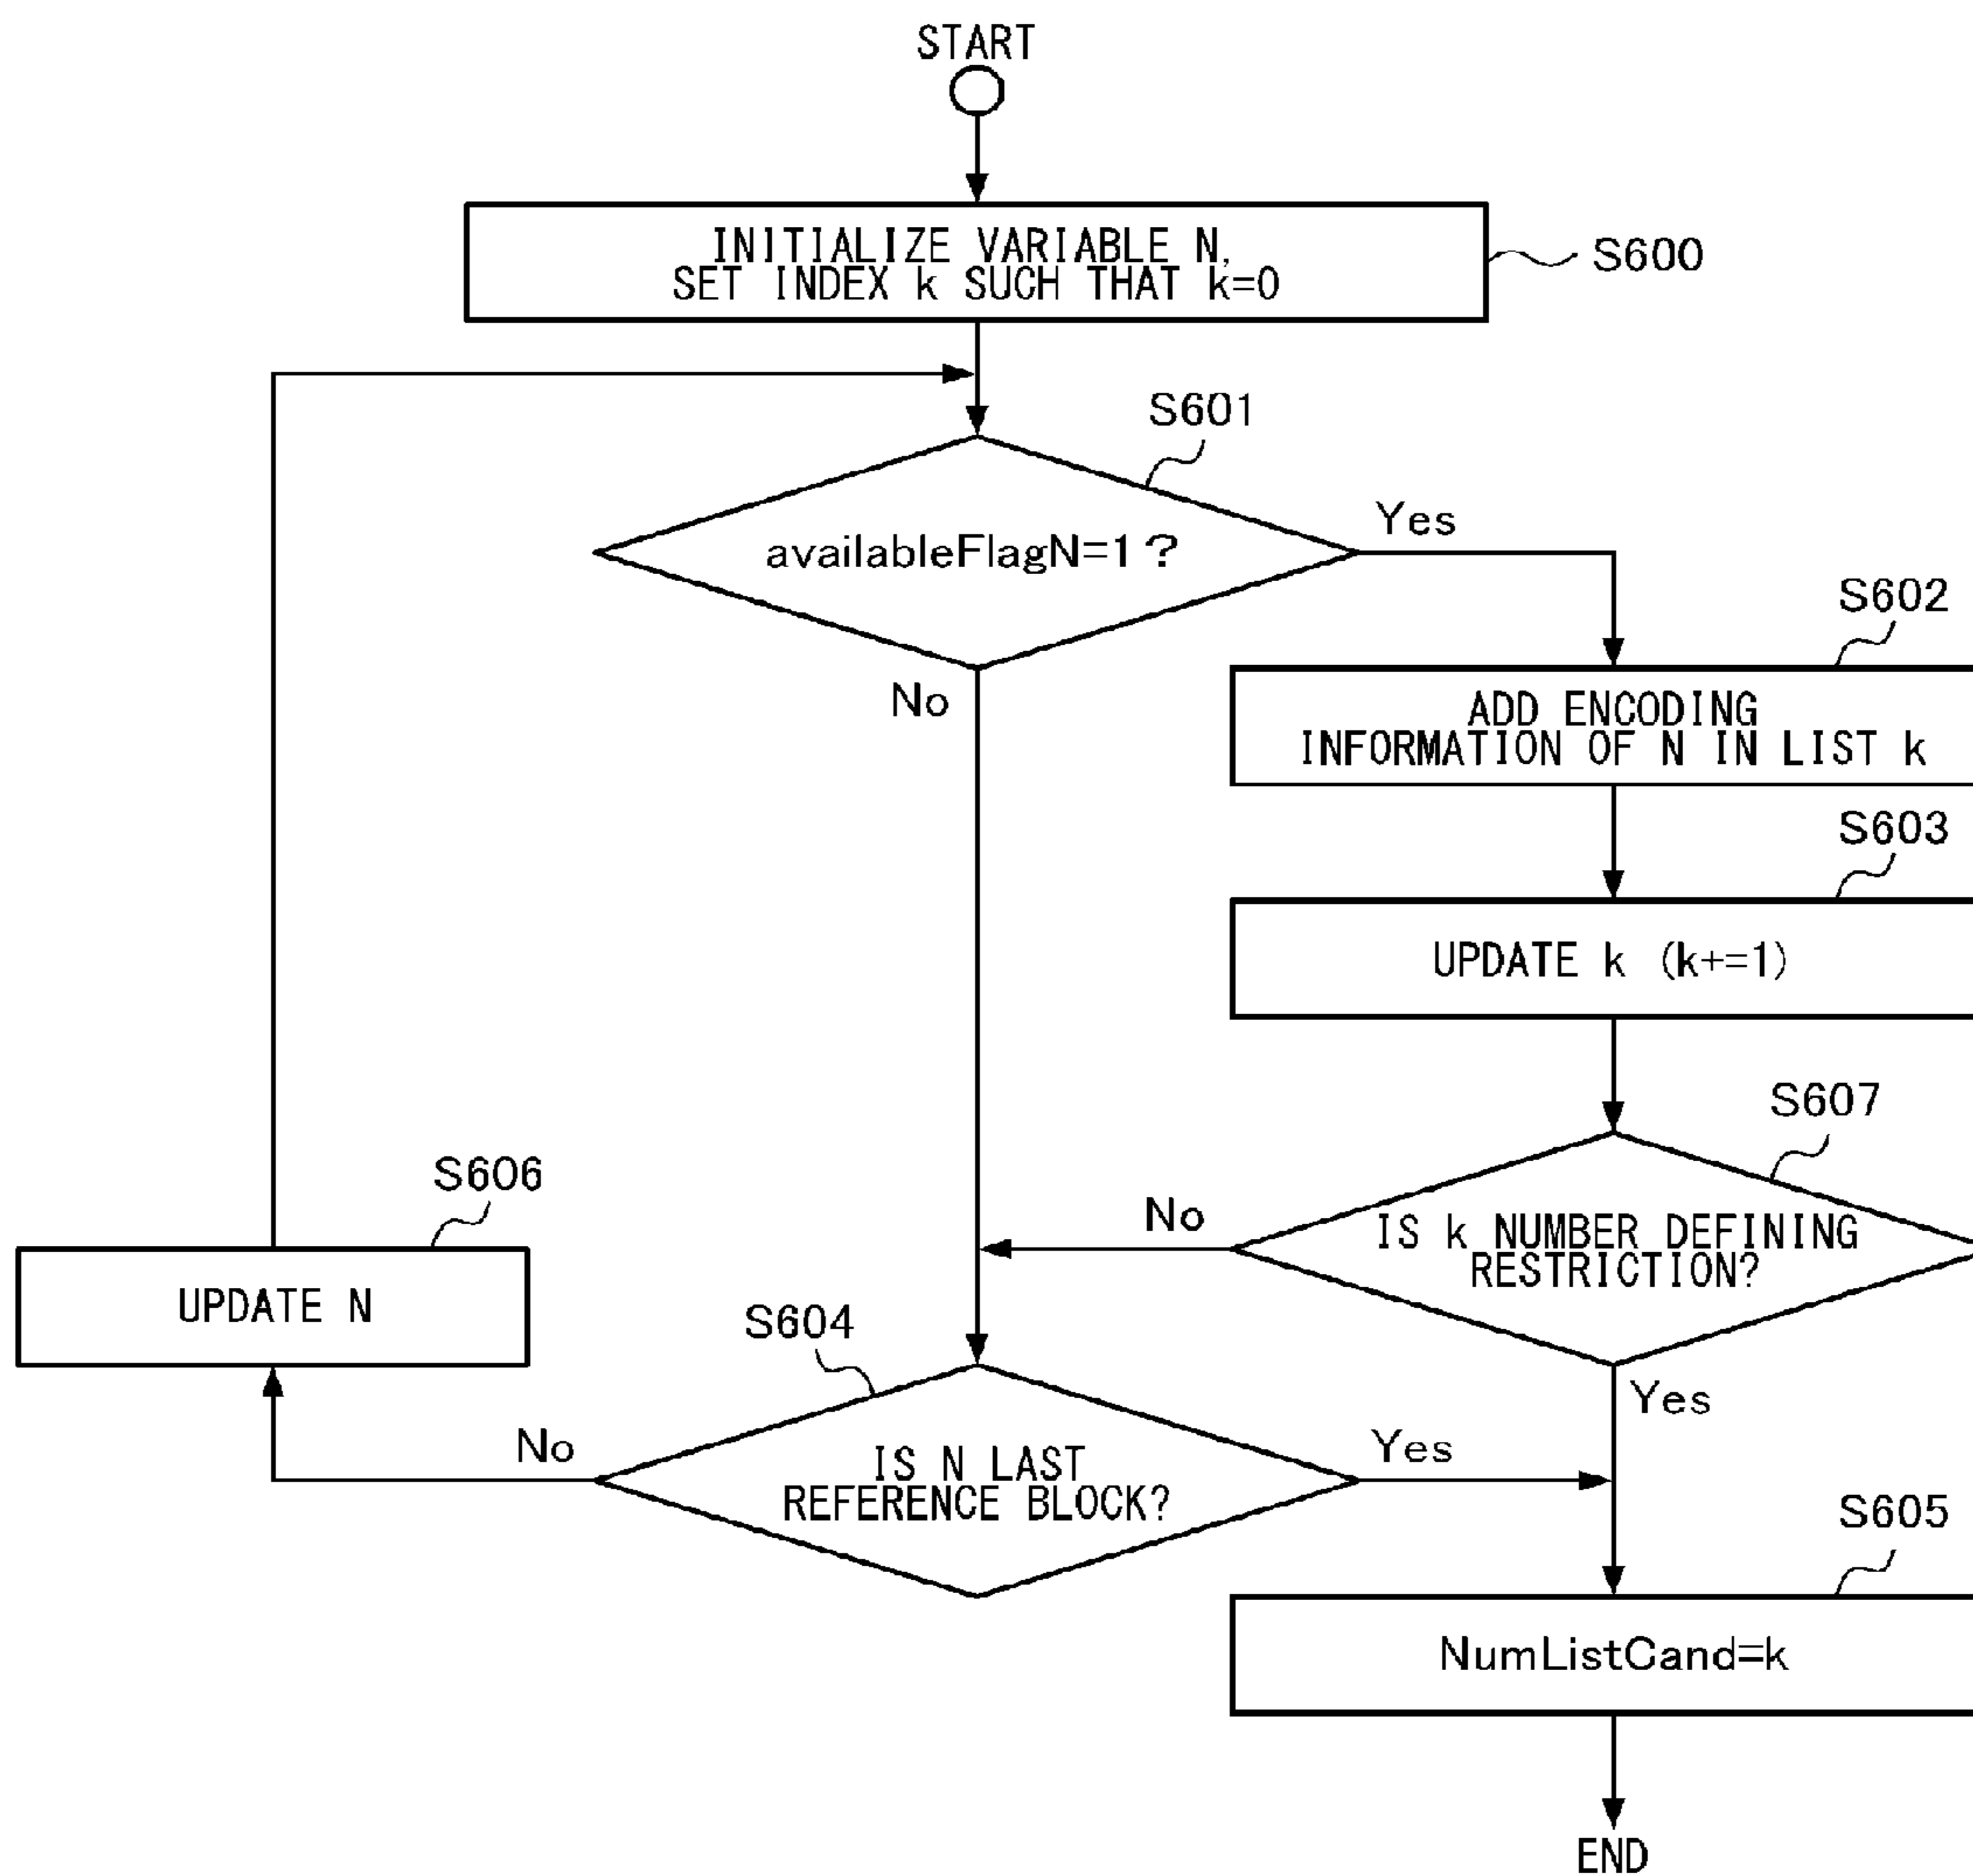 START
INITIALIZE VARIABLE N,
SET INDEX k SUCH THAT k=0
S600
S601
availableFlagN=1?
Yes
No
S602
ADD ENCODING
INFORMATION OF N IN LIST k
S603
UPDATE k (k+=1)
S607
IS k NUMBER DEFINING
RESTRICTION?
No
Yes
S606
UPDATE N
S604
IS N LAST
REFERENCE BLOCK?
No
Yes
S605
NumListCand=k
END